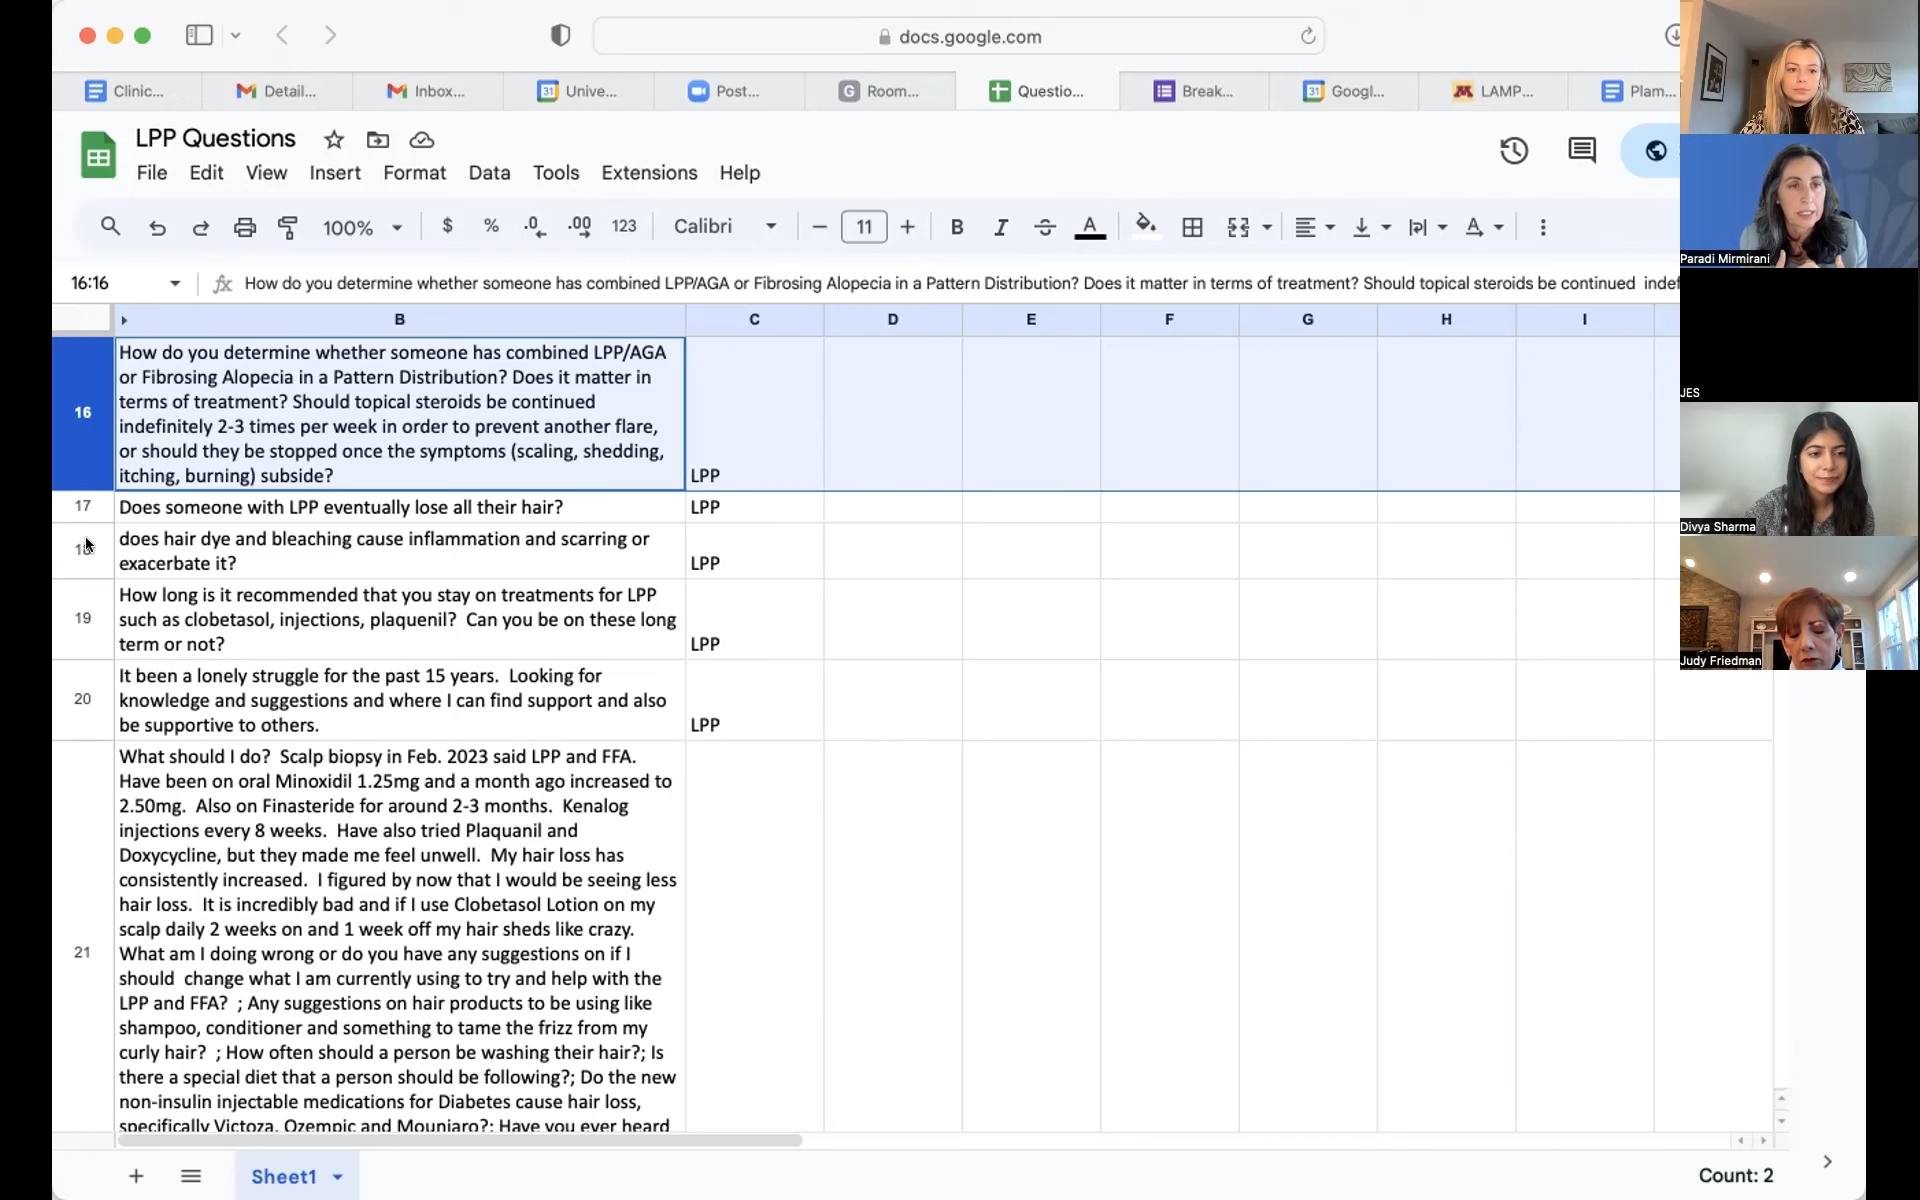 docs.google.com
Clinic...
Detail...
Inbox...
31
Unive...
Post...
G
Room...
Questio...
Break...
31
Googl...
M
LAMP...
Plam...
LPP Questions
File Edit View Insert Format Data Tools Extensions Help
100%
$ % .0 .00 123
Calibri
11
B I S A
A
16:16
fx
How do you determine whether someone has combined LPP/AGA or Fibrosing Alopecia in a Pattern Distribution? Does it matter in terms of treatment? Should topical steroids be continued indef
B C D E F G H I
16
How do you determine whether someone has combined LPP/AGA
or Fibrosing Alopecia in a Pattern Distribution? Does it matter in
terms of treatment? Should topical steroids be continued
indefinitely 2-3 times per week in order to prevent another flare,
or should they be stopped once the symptoms (scaling, shedding,
itching, burning) subside?
LPP
17
Does someone with LPP eventually lose all their hair?
LPP
18
does hair dye and bleaching cause inflammation and scarring or
exacerbate it?
LPP
19
How long is it recommended that you stay on treatments for LPP
such as clobetasol, injections, plaquenil? Can you be on these long
term or not?
LPP
20
It been a lonely struggle for the past 15 years. Looking for
knowledge and suggestions and where I can find support and also
be supportive to others.
LPP
21
What should I do? Scalp biopsy in Feb. 2023 said LPP and FFA.
Have been on oral Minoxidil 1.25mg and a month ago increased to
2.50mg. Also on Finasteride for around 2-3 months. Kenalog
injections every 8 weeks. Have also tried Plaquanil and
Doxycycline, but they made me feel unwell. My hair loss has
consistently increased. I figured by now that I would be seeing less
hair loss. It is incredibly bad and if I use Clobetasol Lotion on my
scalp daily 2 weeks on and 1 week off my hair sheds like crazy.
What am I doing wrong or do you have any suggestions on if I
should change what I am currently using to try and help with the
LPP and FFA? ; Any suggestions on hair products to be using like
shampoo, conditioner and something to tame the frizz from my
curly hair? ; How often should a person be washing their hair?; Is
there a special diet that a person should be following?; Do the new
non-insulin injectable medications for Diabetes cause hair loss,
specifically Victoza, Ozempic and Mounjaro?; Have you ever heard
Sheet1
Count: 2
Paradi Mirmirani
JES
Divya Sharma
Judy Friedman